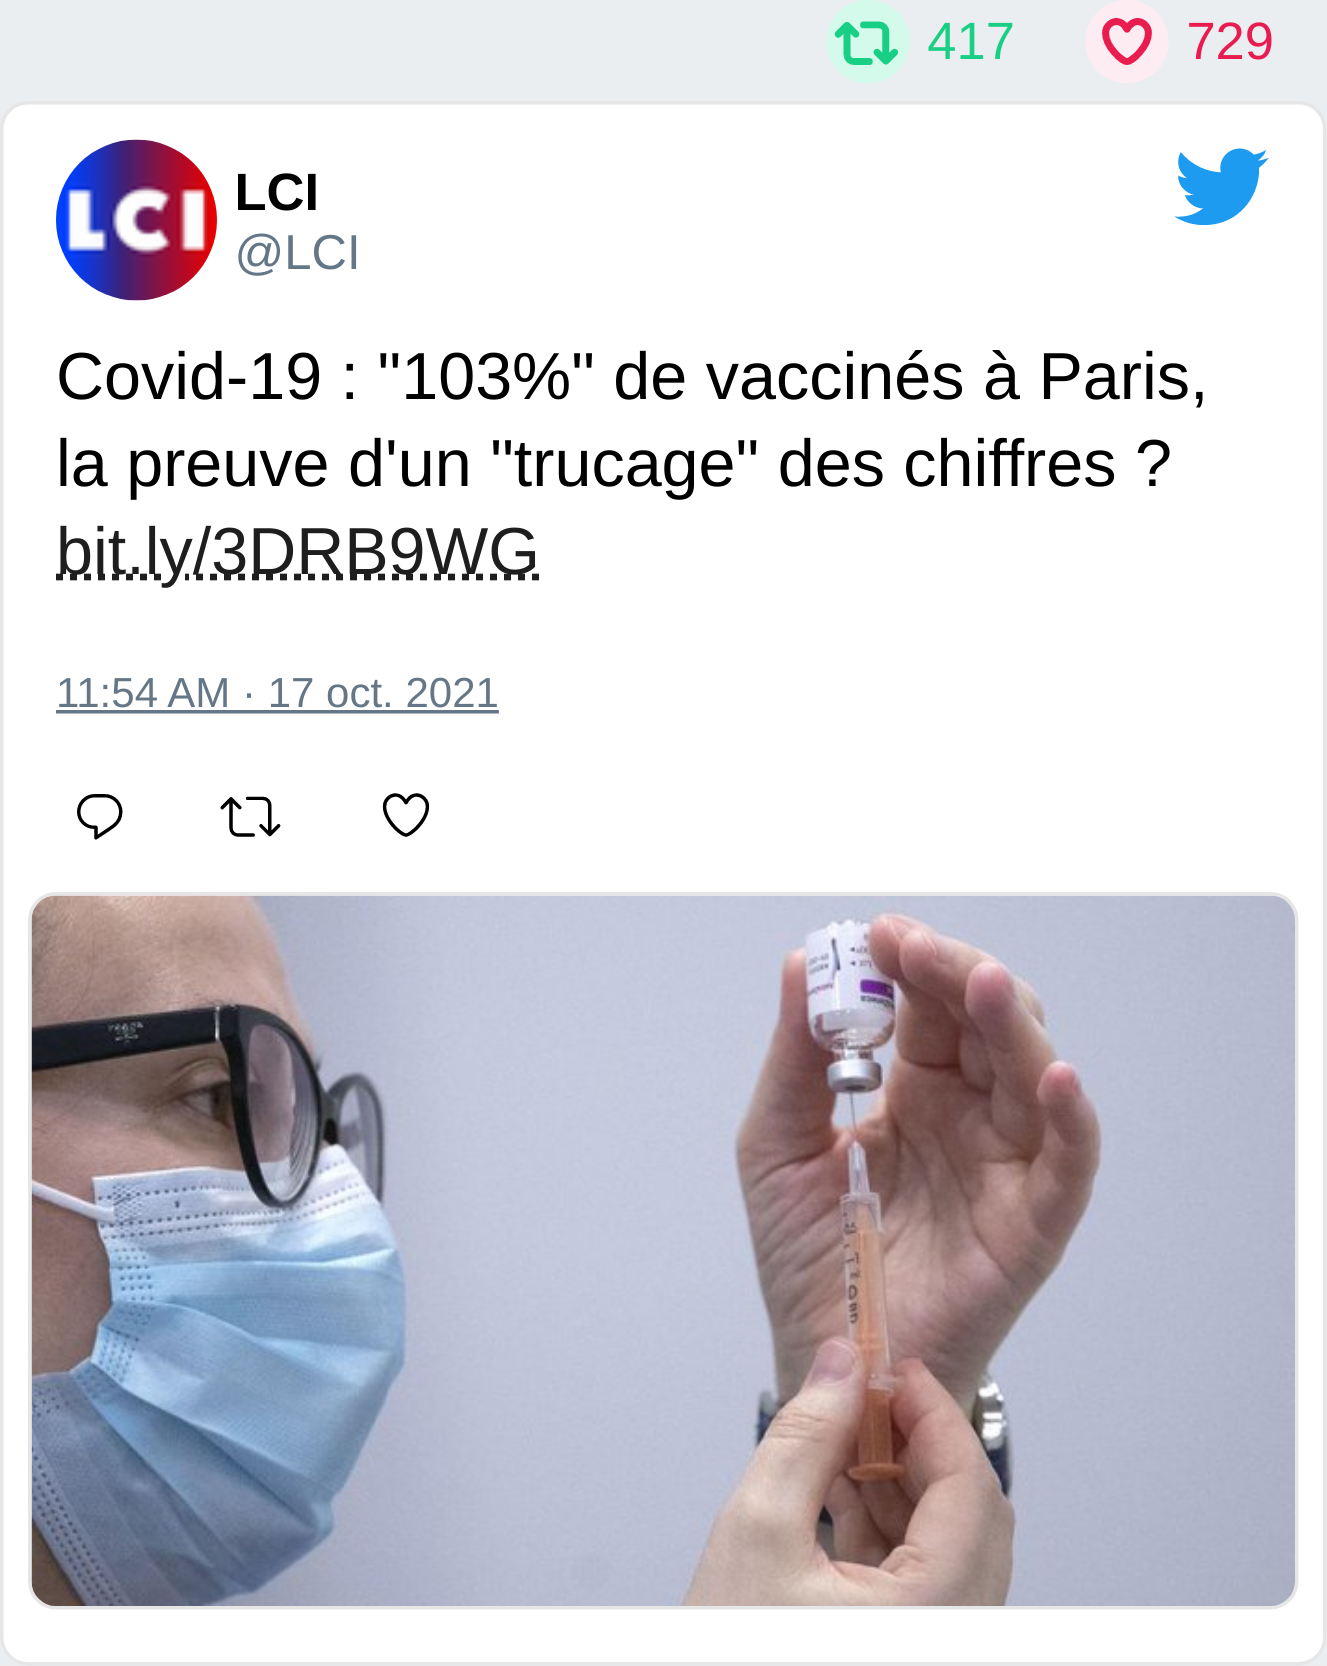 417 729
LCI
LCI
@LCI
Covid-19 : "103%" de vaccinés à Paris,
la preuve d'un "trucage" des chiffres ?
bit.ly/3DRB9WG
11:54 AM · 17 oct. 2021